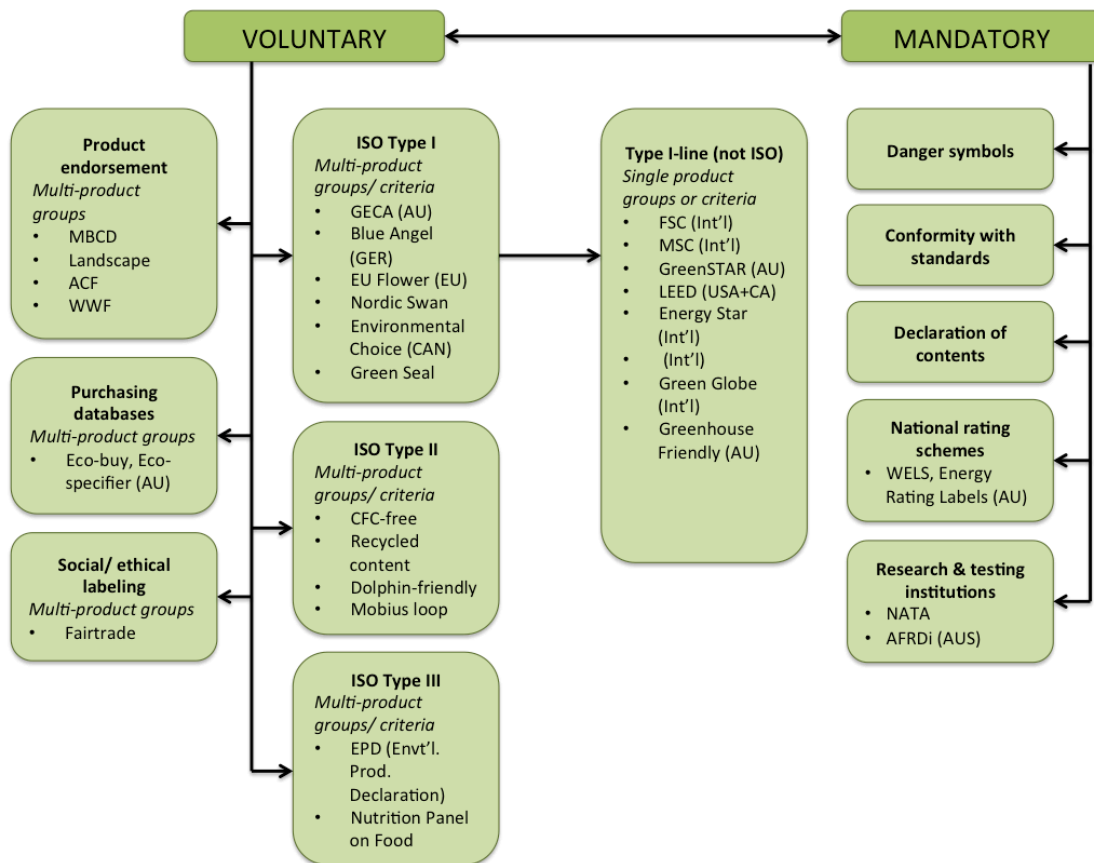 VOLUNTARY
MANDATORY
Product
endorsement
Multi-product
groups
• MBCD
• Landscape
• ACF
• WWF
Purchasing
databases
Multi-product groups
• Eco-buy, Eco-
specifier (AU)
Social/ ethical
labeling
Multi-product groups
• Fairtrade
ISO Type I
Multi-product
groups/ criteria
• GECA (AU)
• Blue Angel
(GER)
• EU Flower (EU)
• Nordic Swan
• Environmental
Choice (CAN)
• Green Seal
ISO Type II
Multi-product
groups/ criteria
• CFC-free
• Recycled
content
• Dolphin-friendly
• Mobius loop
ISO Type III
Multi-product
groups/ criteria
• EPD (Envt'l.
Prod.
Declaration)
• Nutrition Panel
on Food
Type I-line (not ISO)
Single product
groups or criteria
• FSC (Int'l)
• MSC (Int'l)
• GreenSTAR (AU)
• LEED (USA+CA)
• Energy Star
(Int'l)
• (Int'l)
• Green Globe
(Int'l)
• Greenhouse
Friendly (AU)
Danger symbols
Conformity with
standards
Declaration of
contents
National rating
schemes
• WELS, Energy
Rating Labels (AU)
Research & testing
institutions
• NATA
• AFRDi (AUS)